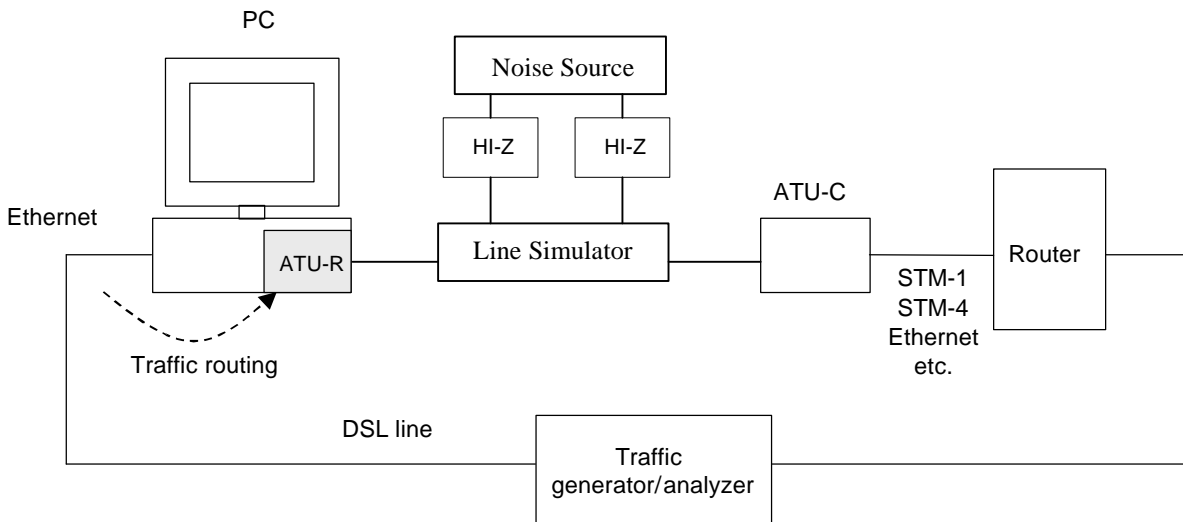 PC
Noise Source
HI-Z
HI-Z
ATU-C
Ethernet
ATU-R
Line Simulator
Router
STM-1
STM-4
Ethernet
etc.
Traffic routing
DSL line
Traffic
generator/analyzer